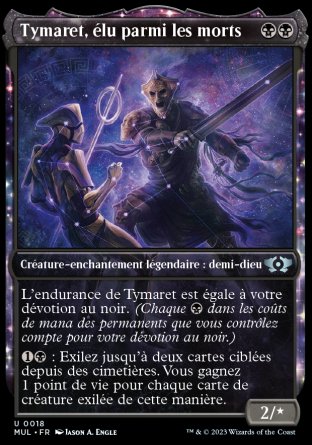 Tymaret, élu parmi les morts
Créature-enchantement légendaire : demi-dieu
L'endurance de Tymaret est égale à votre
dévotion au noir. (Chaque dans les coûts
de mana des permanents que vous contrôlez
compte pour votre dévotion au noir.)
1 : Exilez jusqu'à deux cartes ciblées
depuis des cimetières. Vous gagnez
1 point de vie pour chaque carte de
créature exilée de cette manière.
2/*
U 0018
MUL • FR Jason A. Engle
™ & © 2023 Wizards of the Coast